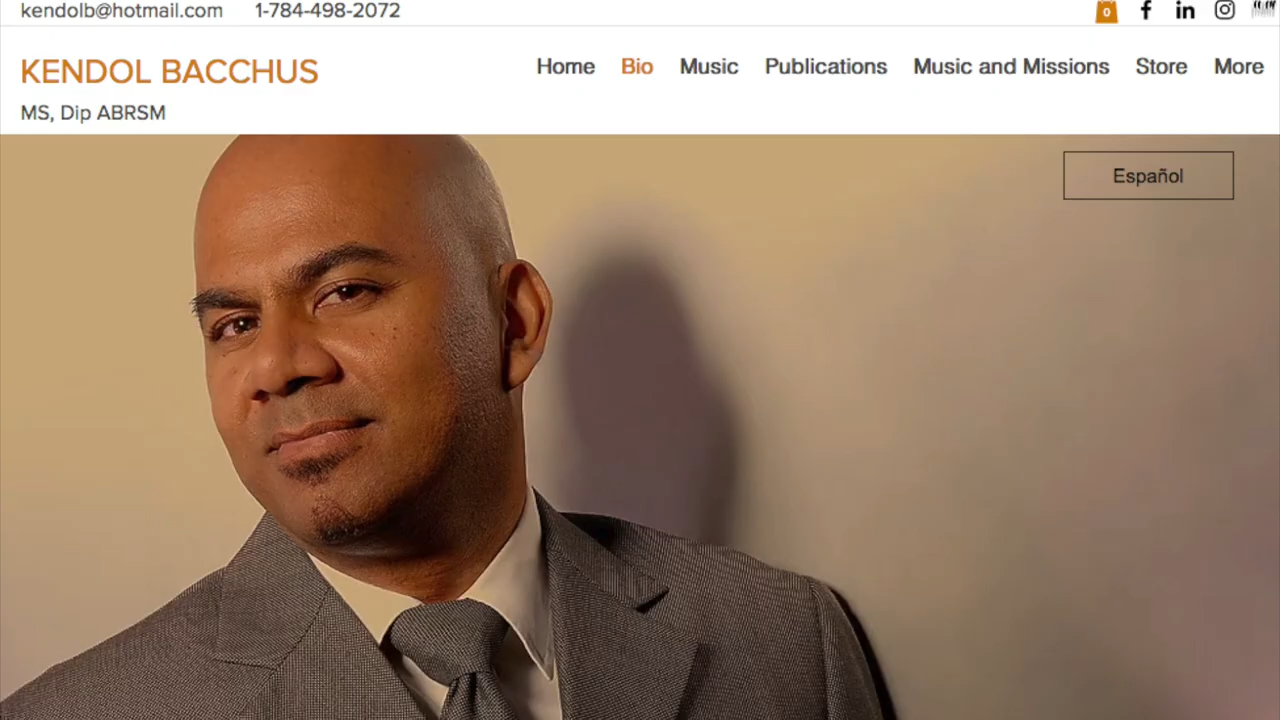 kendolb@hotmail.com 1-784-498-2072 0
KENDOL BACCHUS
Home Bio Music Publications Music and Missions Store More
MS, Dip ABRSM
Español